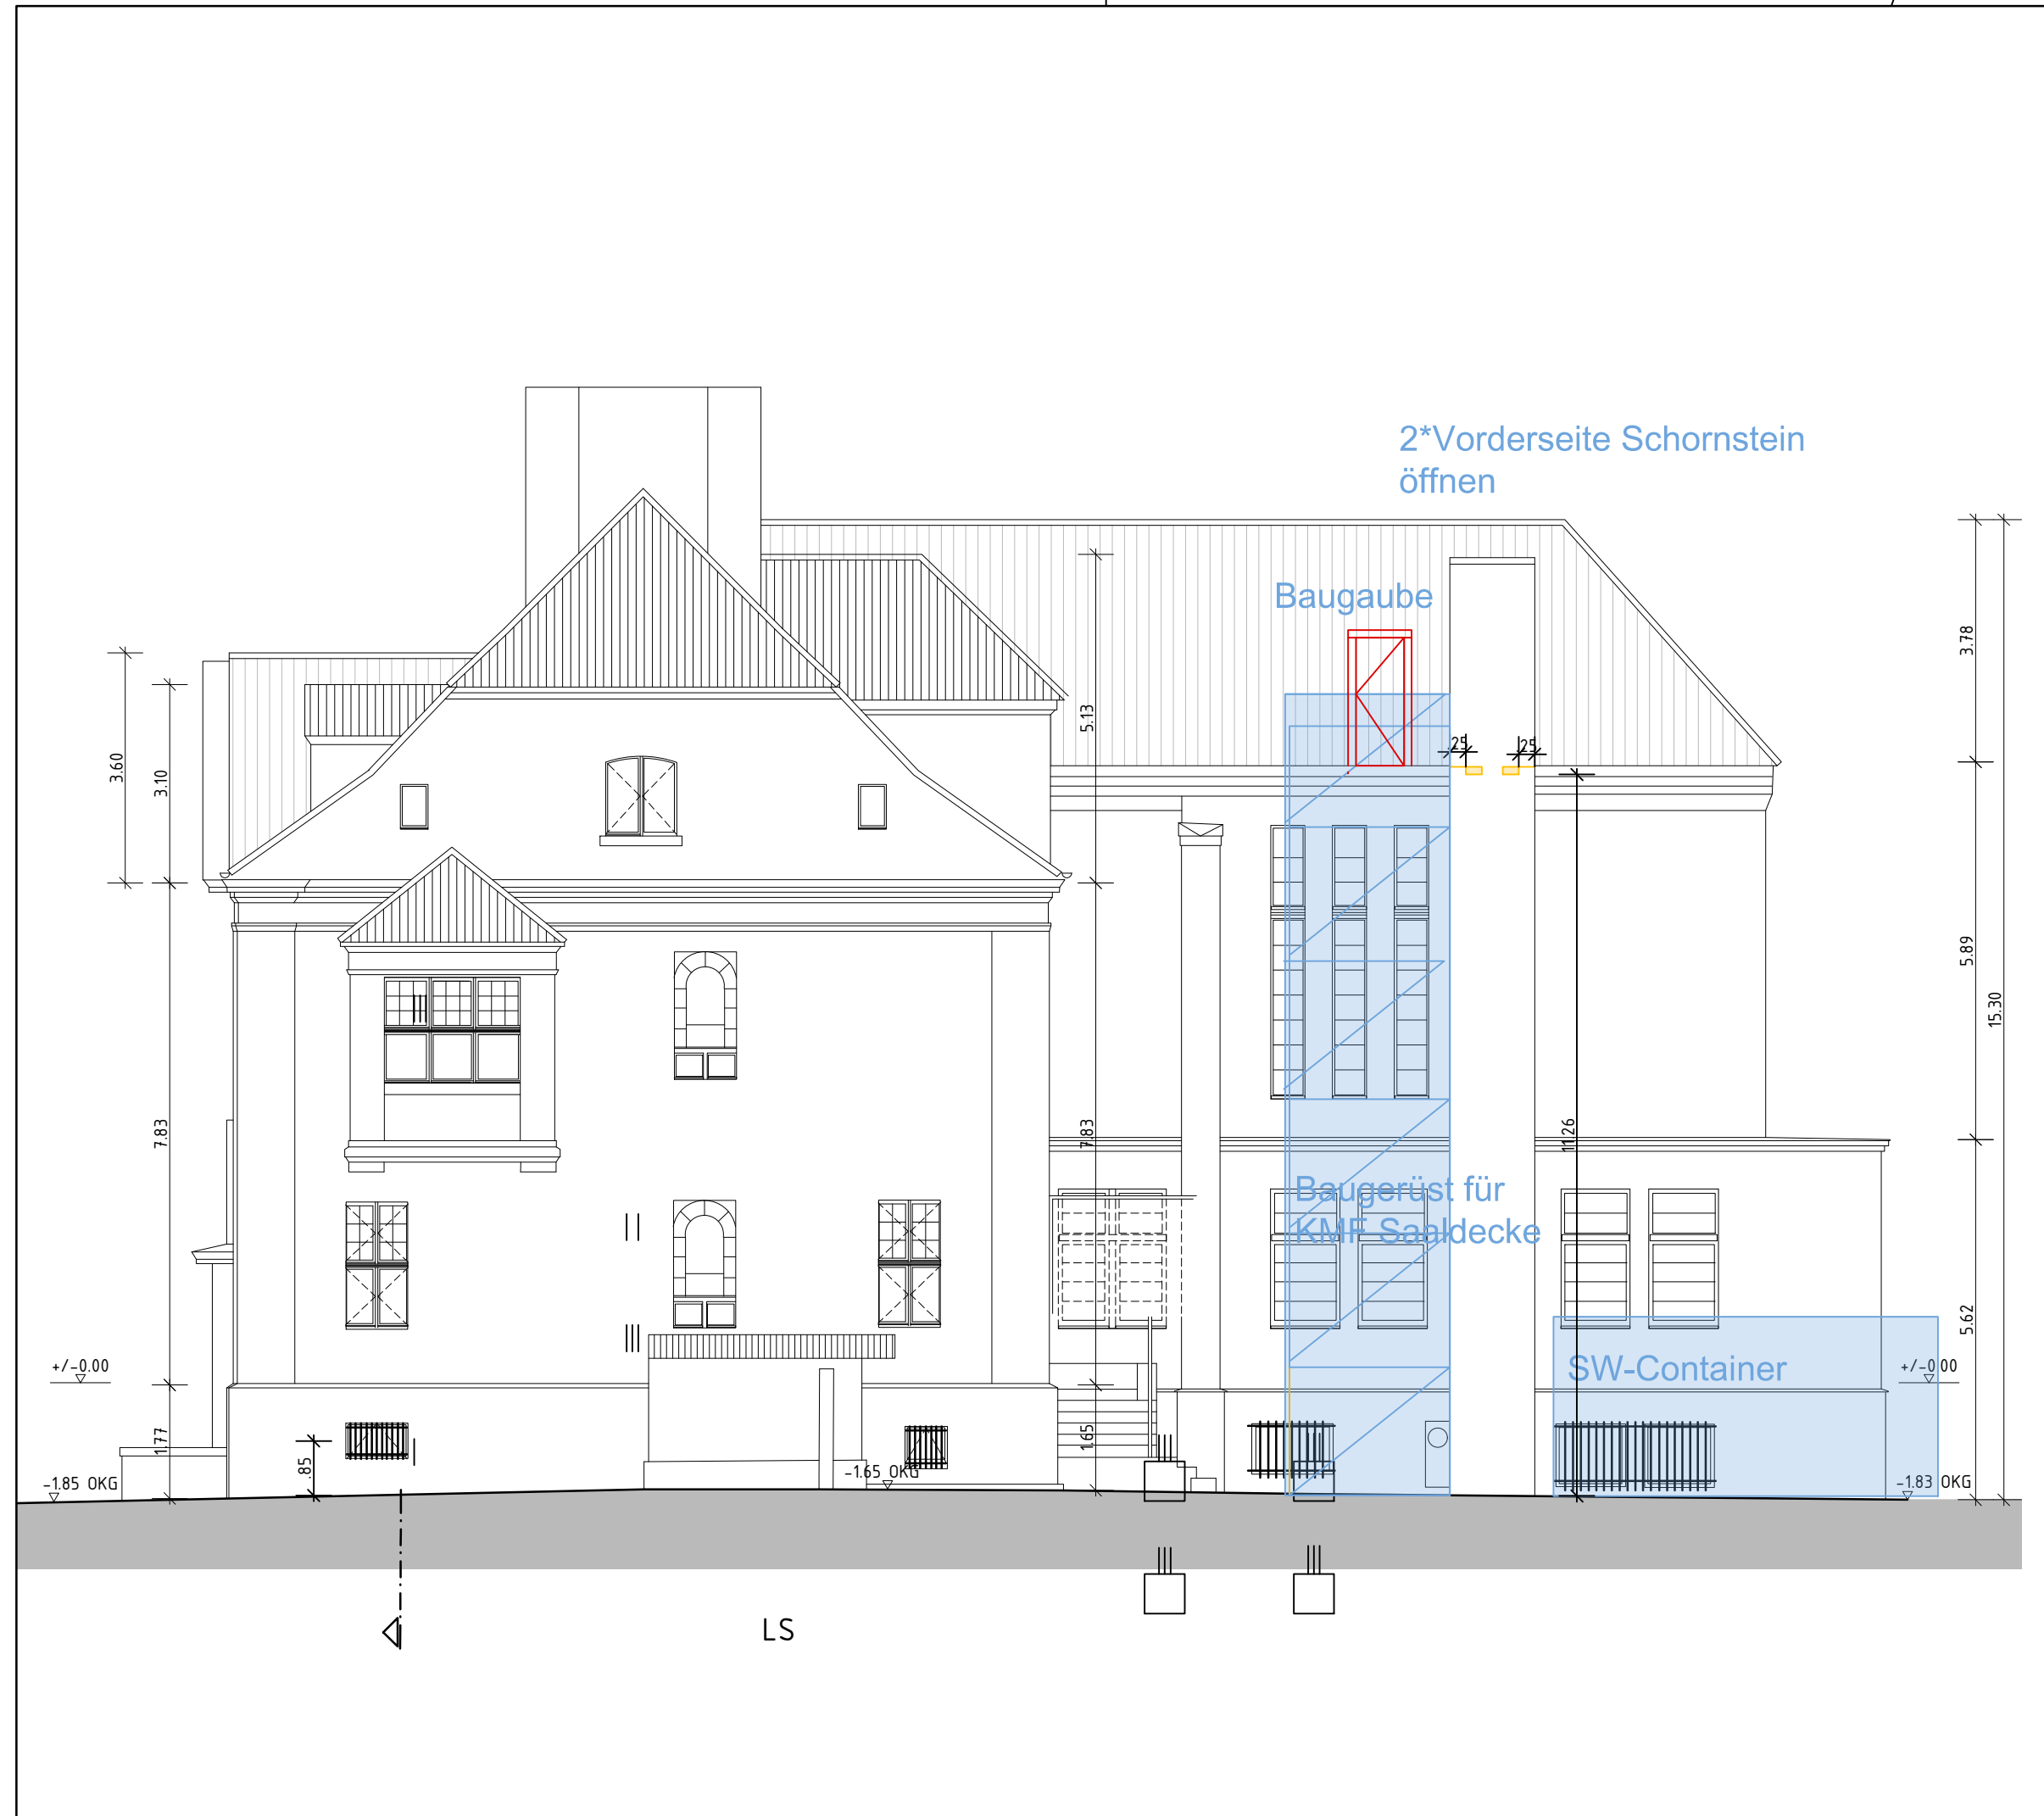 2*Vorderseite Schornstein
öffnen
Baugaube
3.78
5.13
.25
.25
3.60
3.10
5.89
15.30
7.83
7.83
11.26
Baugerüst für
KMF Saaldecke
5.62
+/-0.00
SW-Container
+/-0.00
1.77
.85
1.65
-1.85 OKG
-1.65 OKG
-1.83 OKG
LS